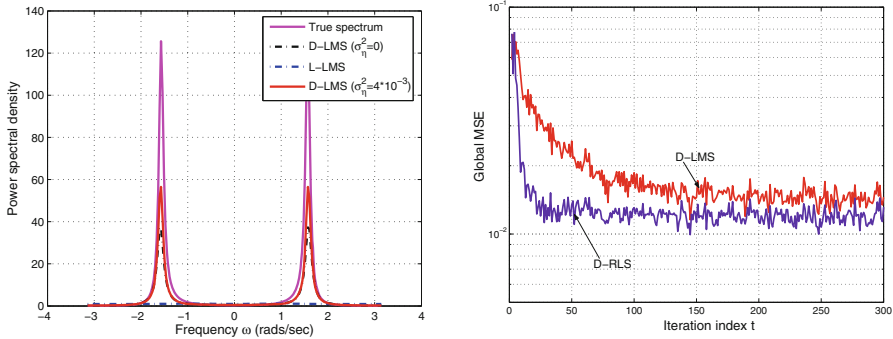 140
120
100
80
60
40
20
0
−4
−3
−2
−1
0
1
2
3
4
Power spectral density
Frequency ω (rads/sec)
True spectrum
D−LMS (σ²η=0)
L−LMS
D−LMS (σ²η=4*10⁻³)
10⁻¹
10⁻²
Global MSE
D−LMS
D−RLS
0
50
100
150
200
250
300
Iteration index t